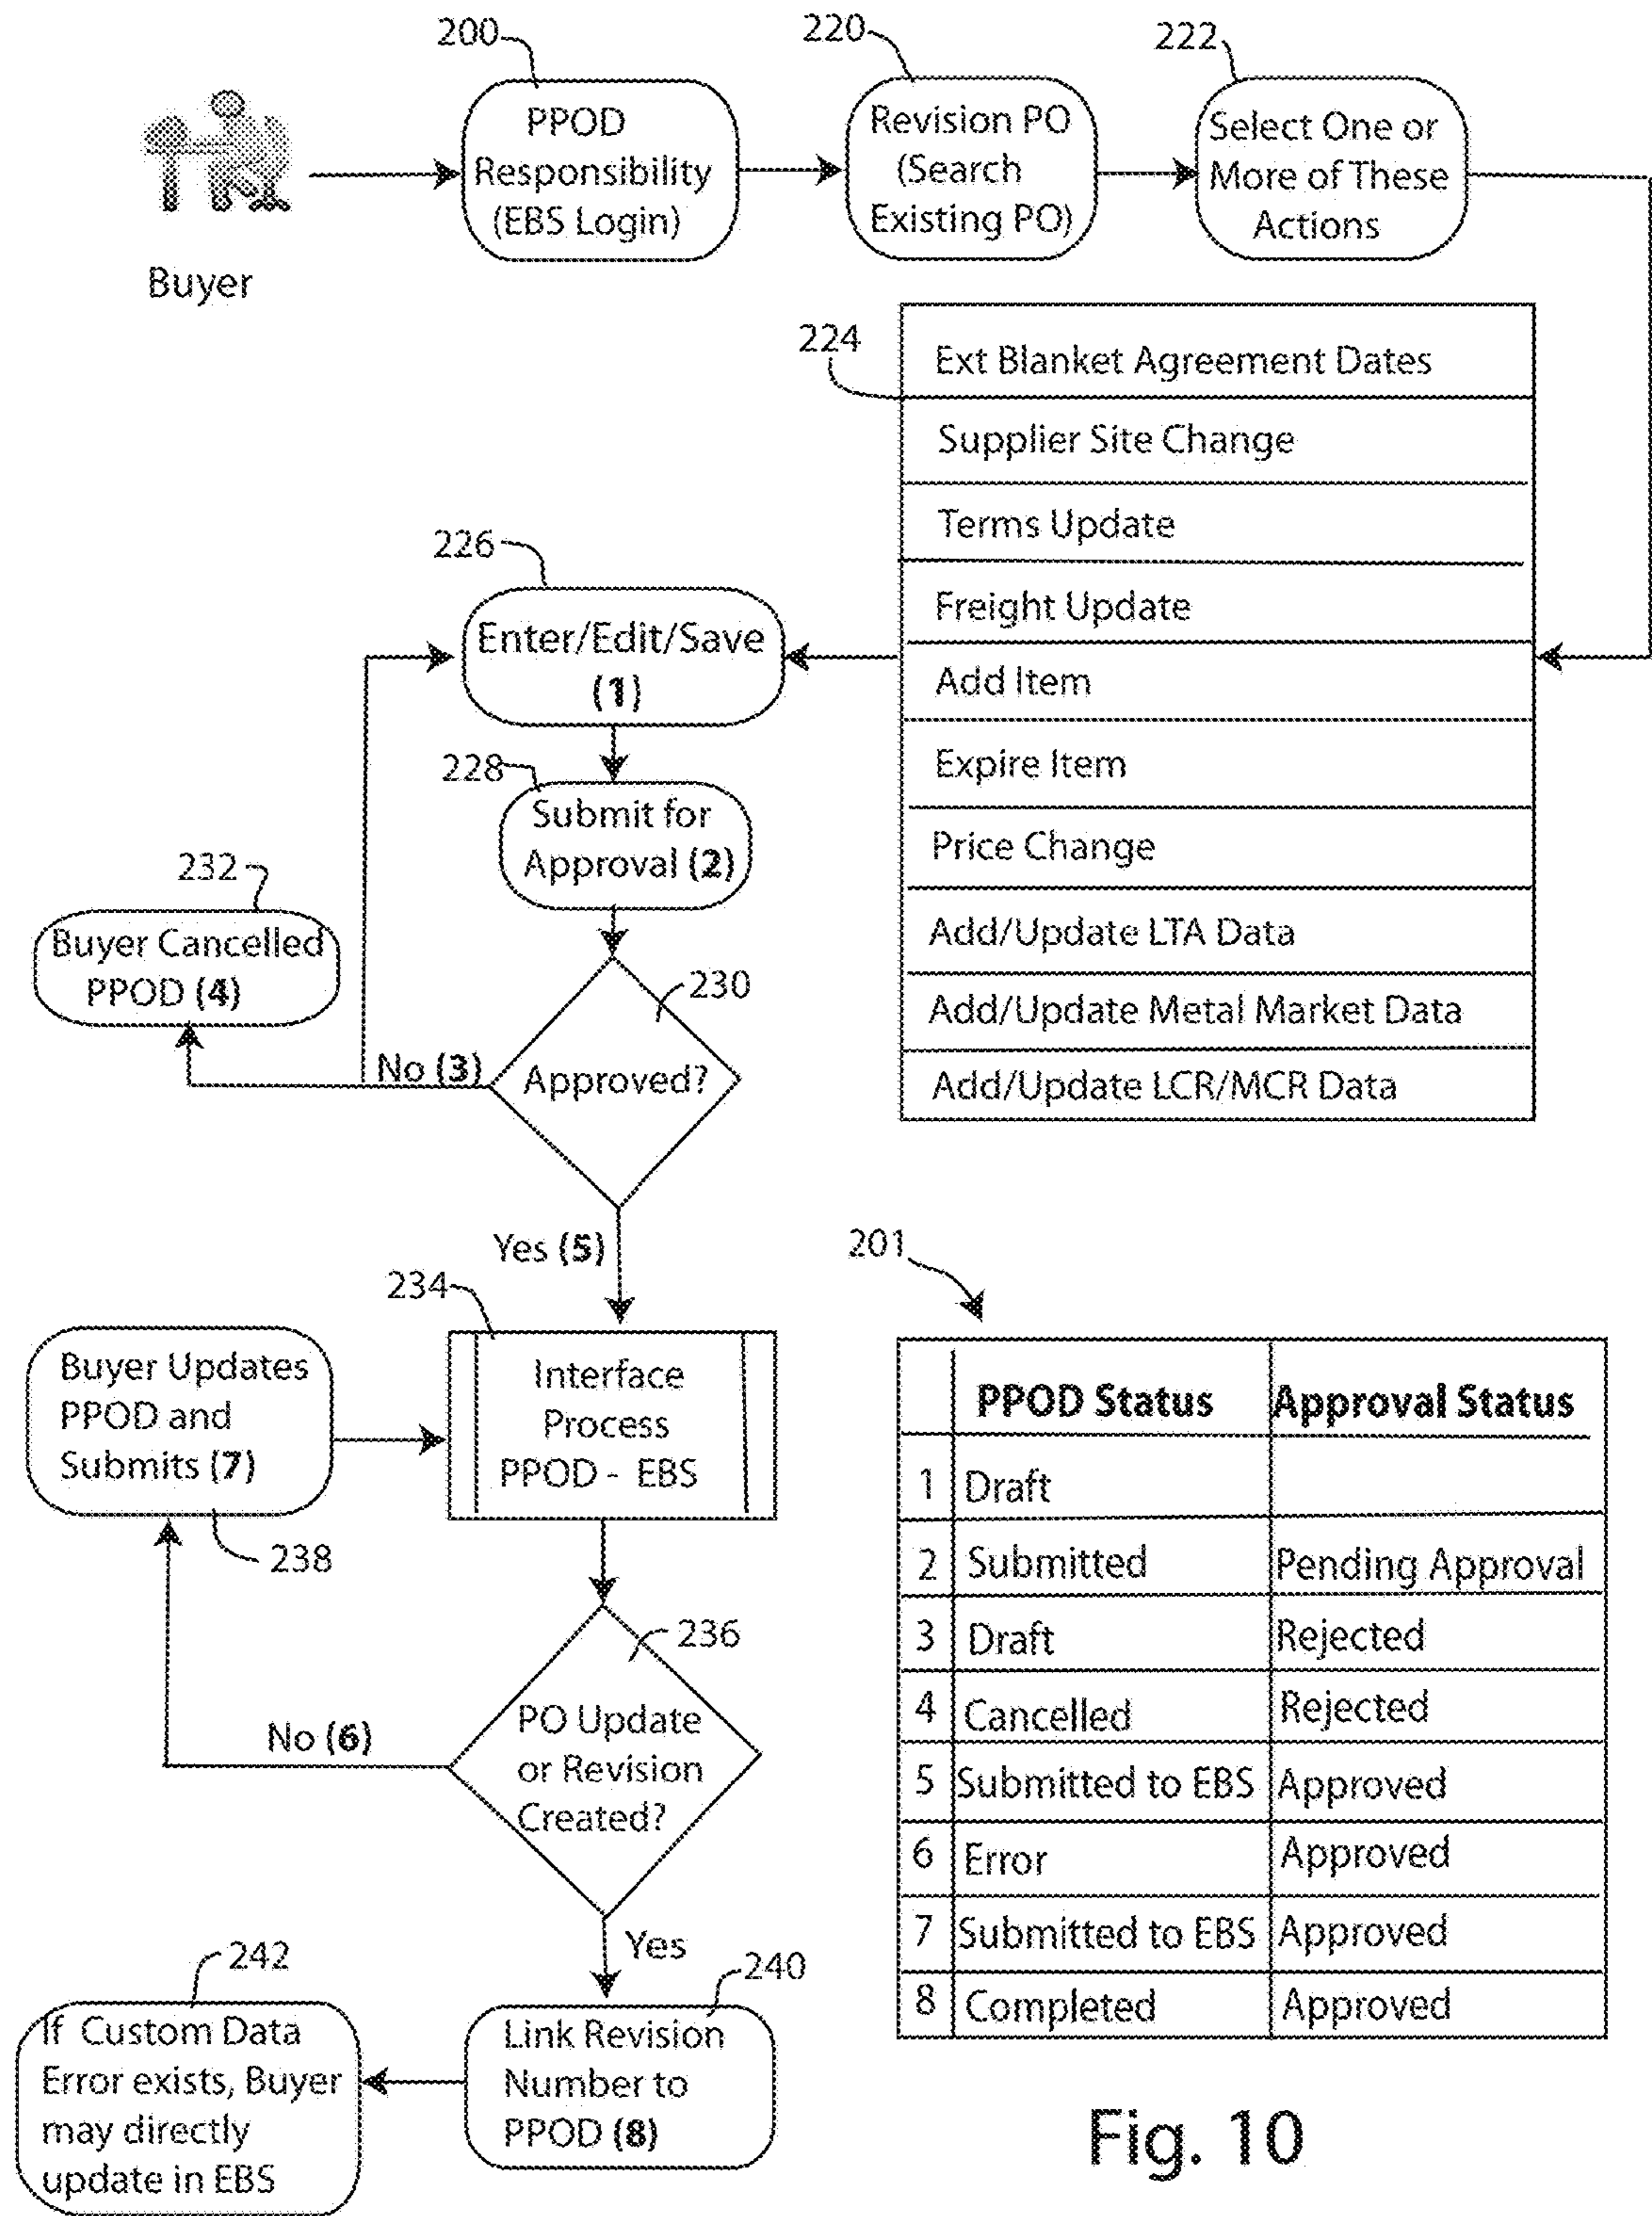 200
220
222
PPOD
Responsibility
(EBS Login)
Revision PO
(Search
Existing PO)
Select One or
More of These
Actions
Buyer
224
Ext Blanket Agreement Dates
Supplier Site Change
Terms Update
Freight Update
Add Item
Expire Item
Price Change
Add/Update LTA Data
Add/Update Metal Market Data
Add/Update LCR/MCR Data
226
Enter/Edit/Save
(1)
228
Submit for
Approval (2)
232
Buyer Cancelled
PPOD (4)
230
No (3)
Approved?
Yes (5)
234
Interface
Process
PPOD - EBS
Buyer Updates
PPOD and
Submits (7)
238
236
No (6)
PO Update
or Revision
Created?
Yes
240
Link Revision
Number to
PPOD (8)
242
If Custom Data
Error exists, Buyer
may directly
update in EBS
201
PPOD Status Approval Status
1 Draft
2 Submitted Pending Approval
3 Draft Rejected
4 Cancelled Rejected
5 Submitted to EBS Approved
6 Error Approved
7 Submitted to EBS Approved
8 Completed Approved
Fig. 10